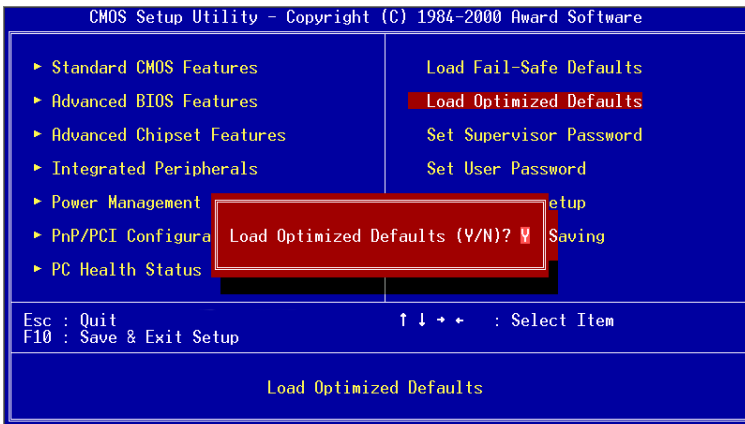 CMOS Setup Utility - Copyright (C) 1984-2000 Award Software
► Standard CMOS Features
► Advanced BIOS Features
► Advanced Chipset Features
► Integrated Peripherals
► Power Management
► PnP/PCI Configura
► PC Health Status
Load Fail-Safe Defaults
Load Optimized Defaults
Set Supervisor Password
Set User Password
etup
Saving
Load Optimized Defaults (Y/N)? Y
Esc : Quit
F10 : Save & Exit Setup
↑ ↓ → ← : Select Item
Load Optimized Defaults